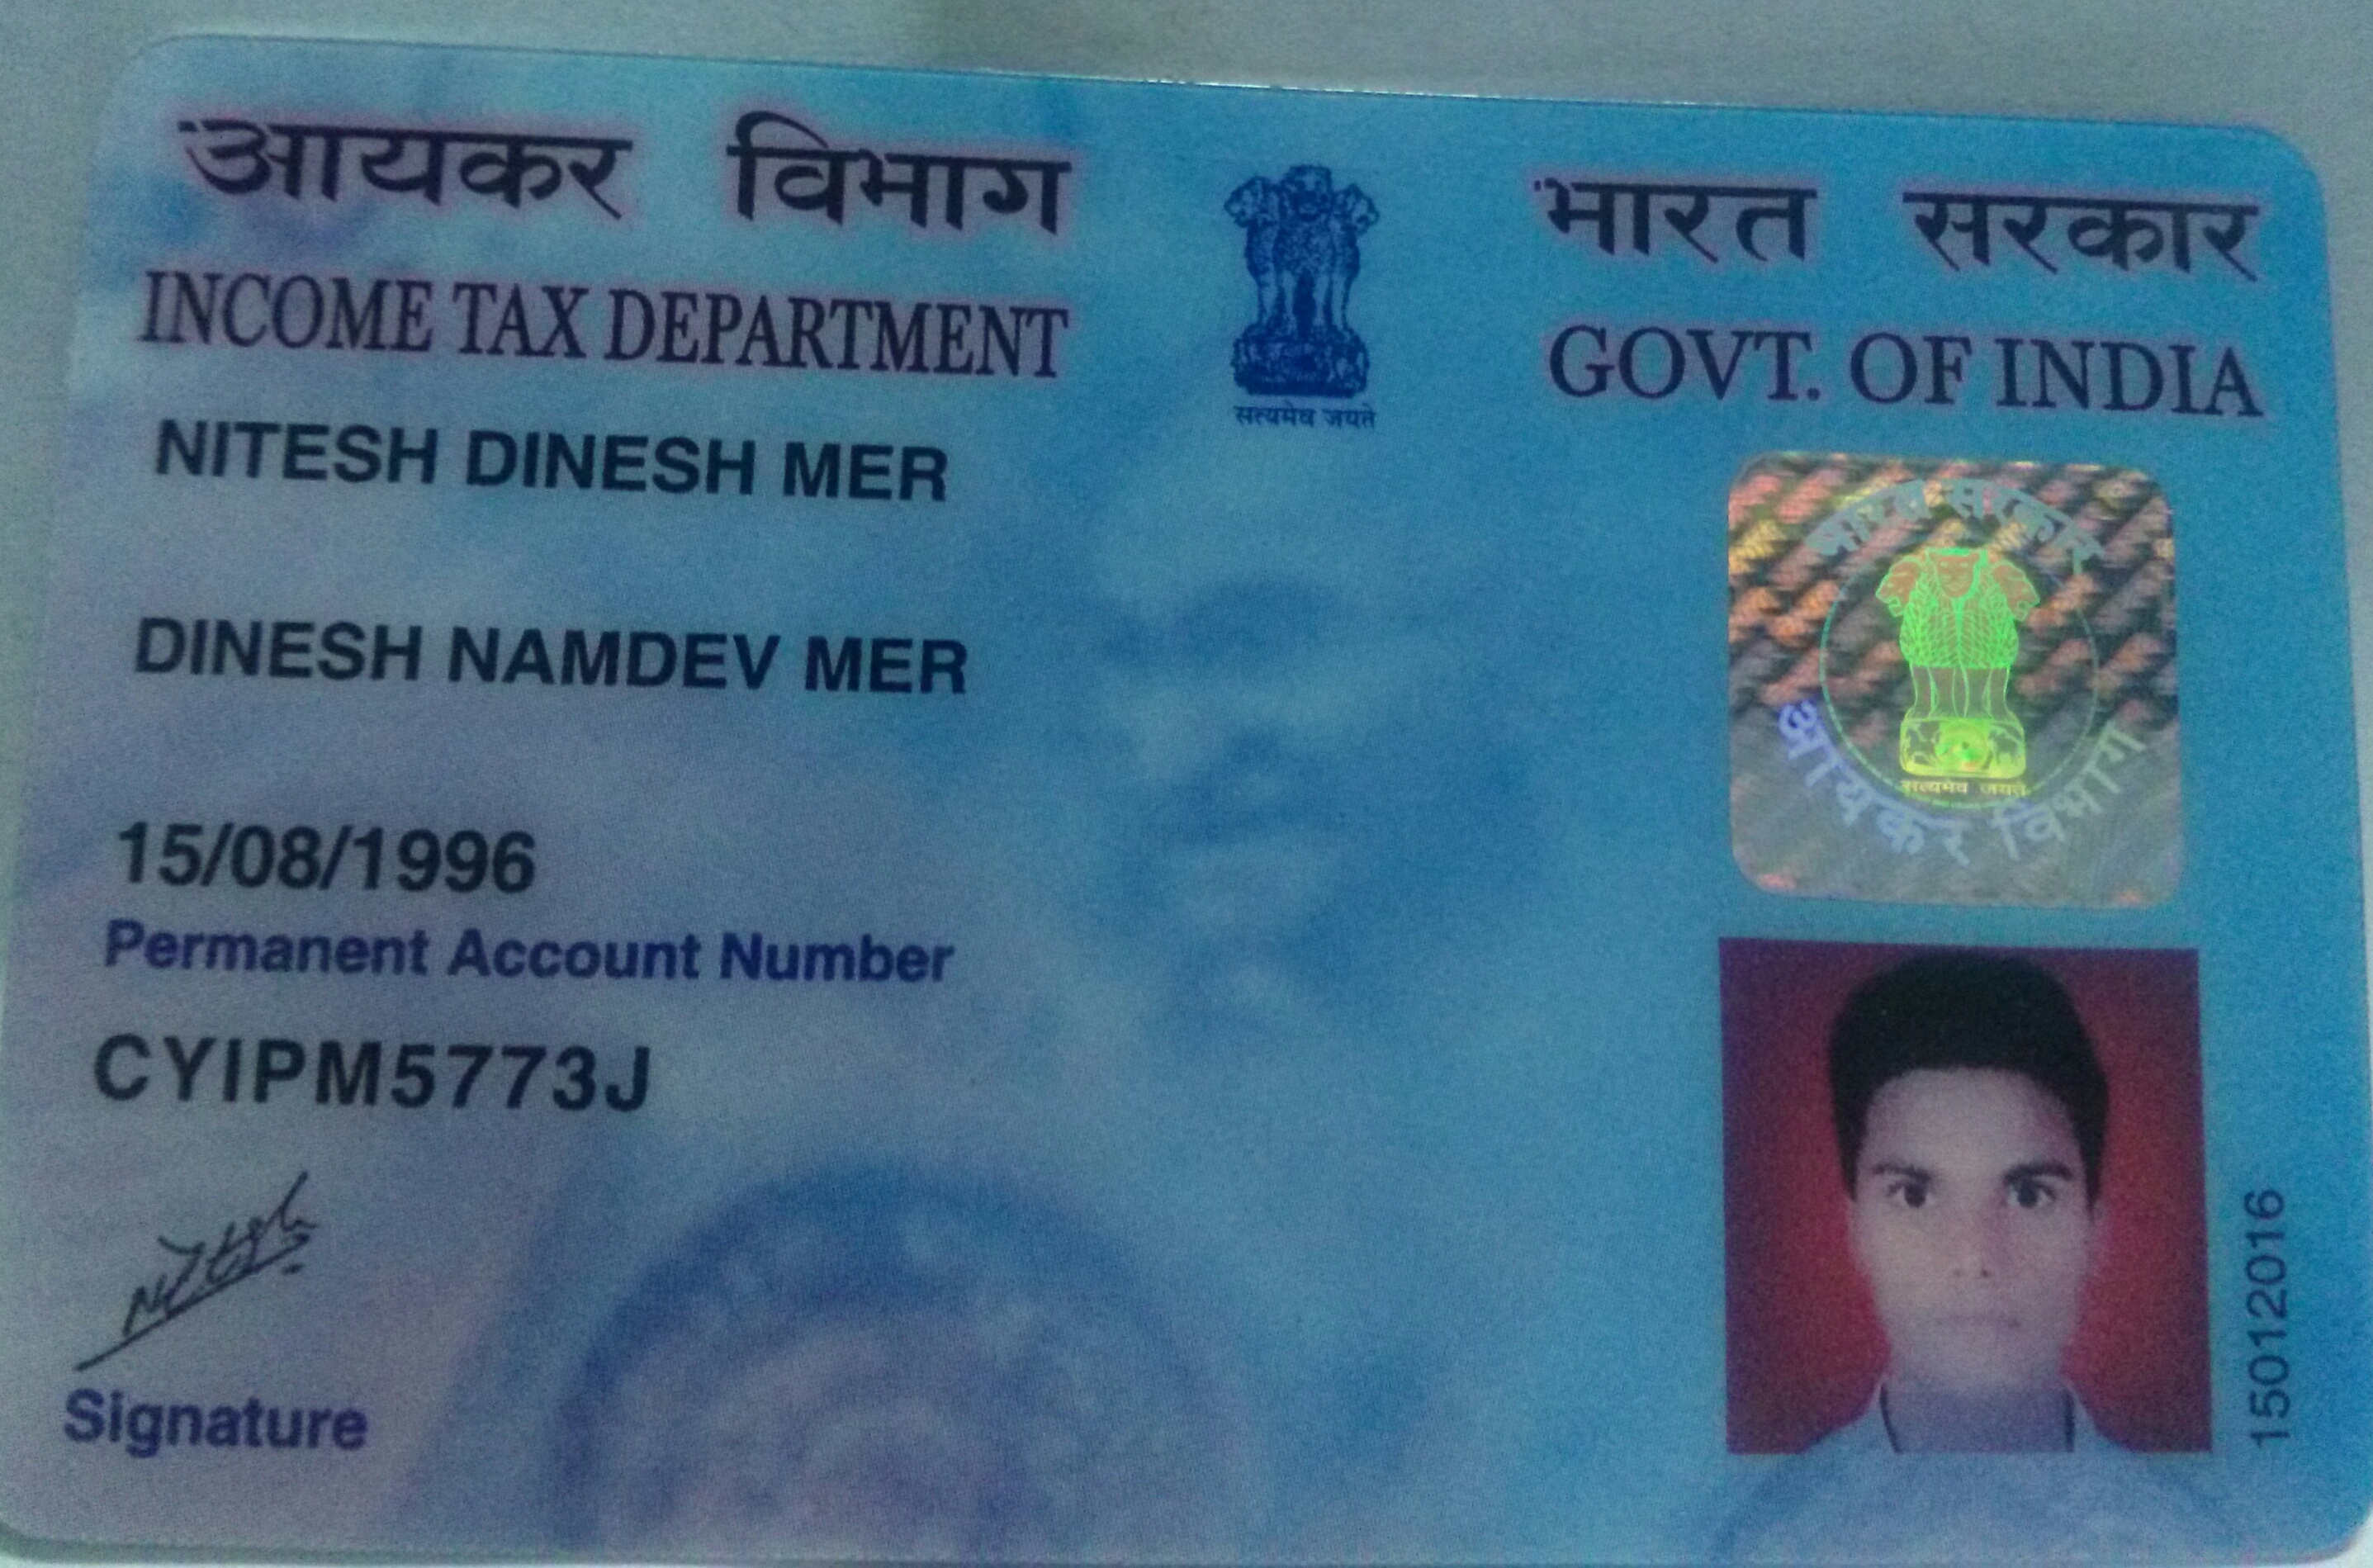 आयकर विभाग
INCOME TAX DEPARTMENT
भारत सरकार
GOVT. OF INDIA
सत्यमेव जयते
NITESH DINESH MER
DINESH NAMDEV MER
15/08/1996
Permanent Account Number
CYIPM5773J
Nitesh
Signature
भारत सरकार
सत्यमेव जयते
आयकर विभाग
15012016